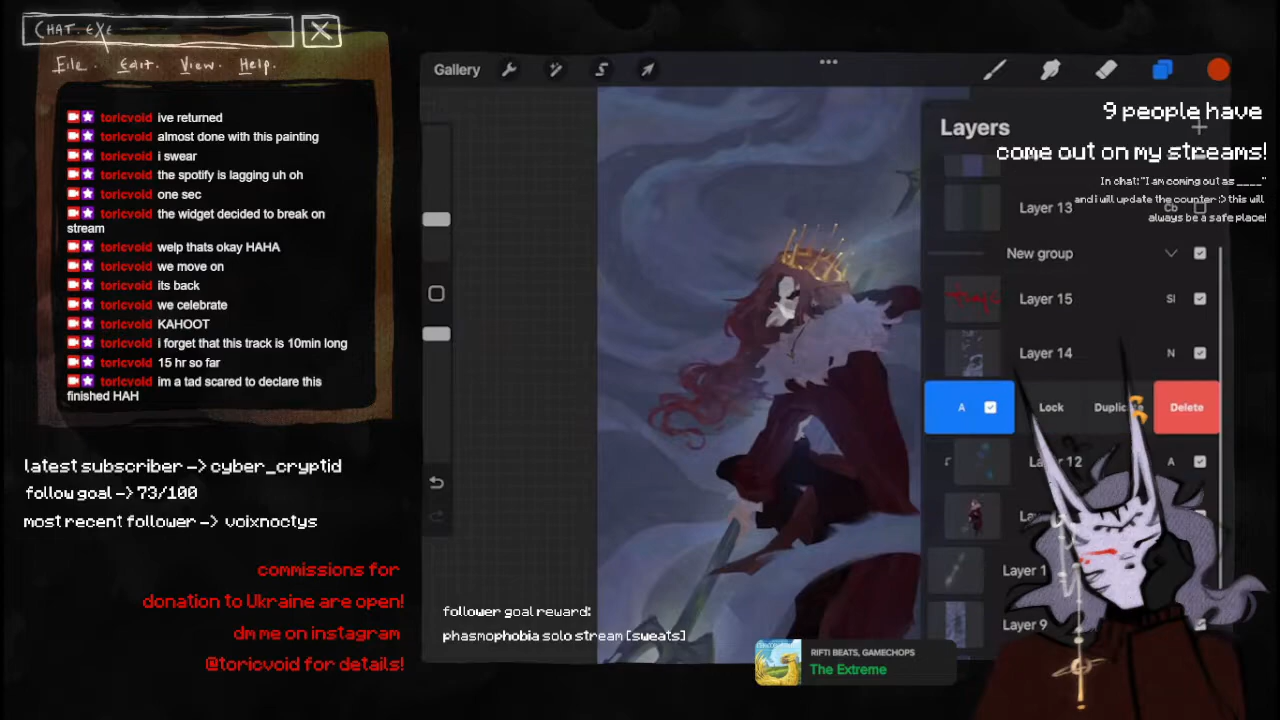 CHAT.EXE
File. Edit. View. Help.
toricvoid ive returned
toricvoid almost done with this painting
toricvoid i swear
toricvoid the spotify is lagging uh oh
toricvoid one sec
toricvoid the widget decided to break on
stream
toricvoid welp thats okay HAHA
toricvoid we move on
toricvoid its back
toricvoid we celebrate
toricvoid KAHOOT
toricvoid i forget that this track is 10min long
toricvoid 15 hr so far
toricvoid im a tad scared to declare this
finished HAH
latest subscriber -> cyber_cryptid
follow goal -> 73/100
most recent follower -> voixnoctys
commissions for
donation to Ukraine are open!
dm me on instagram
@toricvoid for details!
Gallery
Layers
9 people have
come out on my streams!
In chat: "I am coming out as ____"
and i will update the counter :> this will
always be a safe place!
Layer 13
New group
Layer 15 Sl
Layer 14 N
A Lock Delete
12 A
Layer 1
Layer 9
follower goal reward:
phasmophobia solo stream [sweats]
RIFTI BEATS, GAMECHOPS
The Extreme